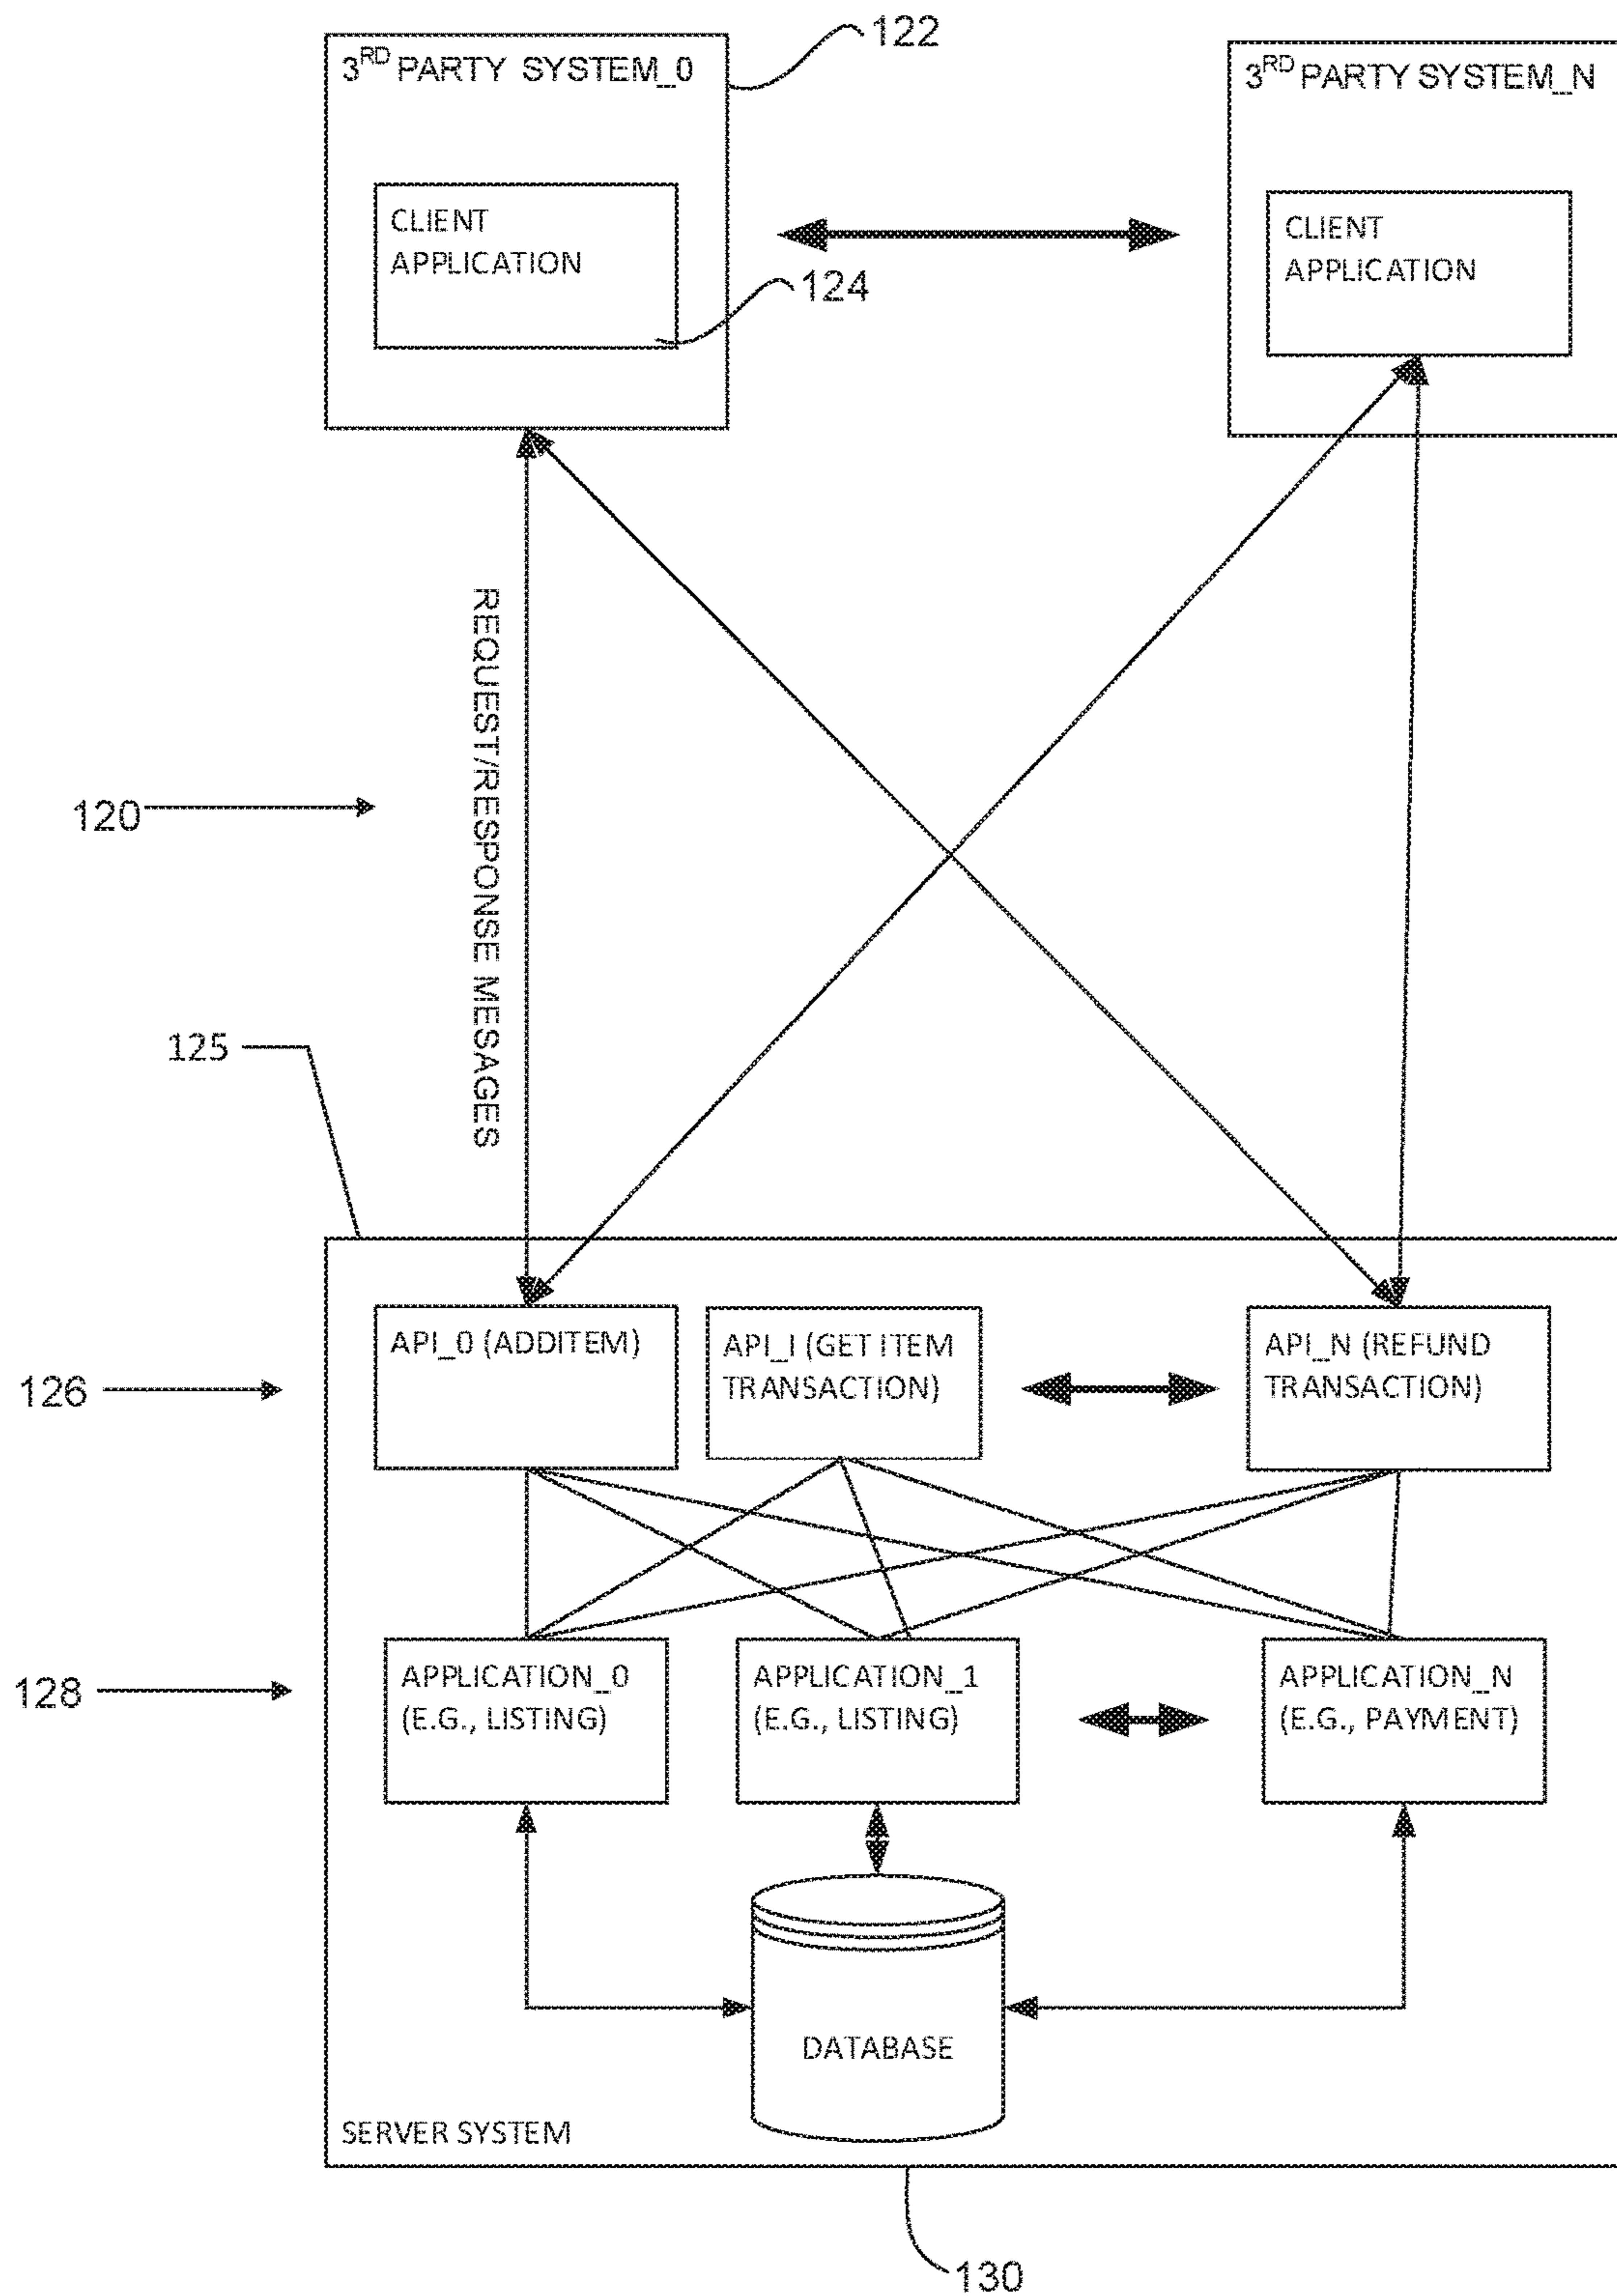 122
3RD PARTY SYSTEM_0
3RD PARTY SYSTEM_N
CLIENT
APPLICATION
CLIENT
APPLICATION
124
REQUEST/RESPONSE MESSAGES
120
125
API_0 (ADDITEM)
API_I (GET ITEM
TRANSACTION)
API_N (REFUND
TRANSACTION)
126
APPLICATION_0
(E.G., LISTING)
APPLICATION_1
(E.G., LISTING)
APPLICATION_N
(E.G., PAYMENT)
128
DATABASE
SERVER SYSTEM
130